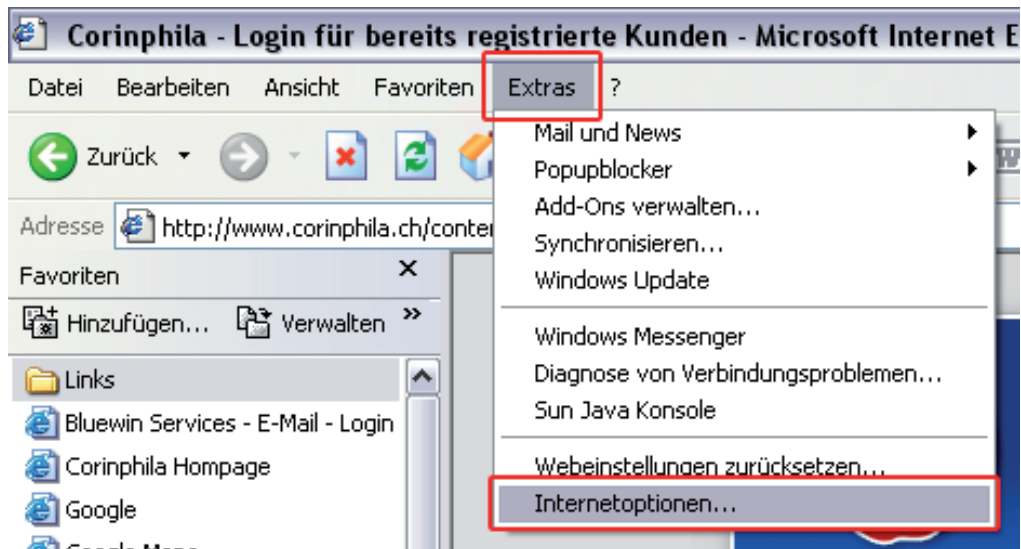 Corinphila - Login für bereits registrierte Kunden - Microsoft Internet E
Datei Bearbeiten Ansicht Favoriten Extras ?
Zurück
Adresse http://www.corinphila.ch/conte
Favoriten
Hinzufügen... Verwalten »
Links
Bluewin Services - E-Mail - Login
Corinphila Hompage
Google
Google Maps
Mail und News
Popupblocker
Add-Ons verwalten...
Synchronisieren...
Windows Update
Windows Messenger
Diagnose von Verbindungsproblemen...
Sun Java Konsole
Webeinstellungen zurücksetzen...
Internetoptionen...